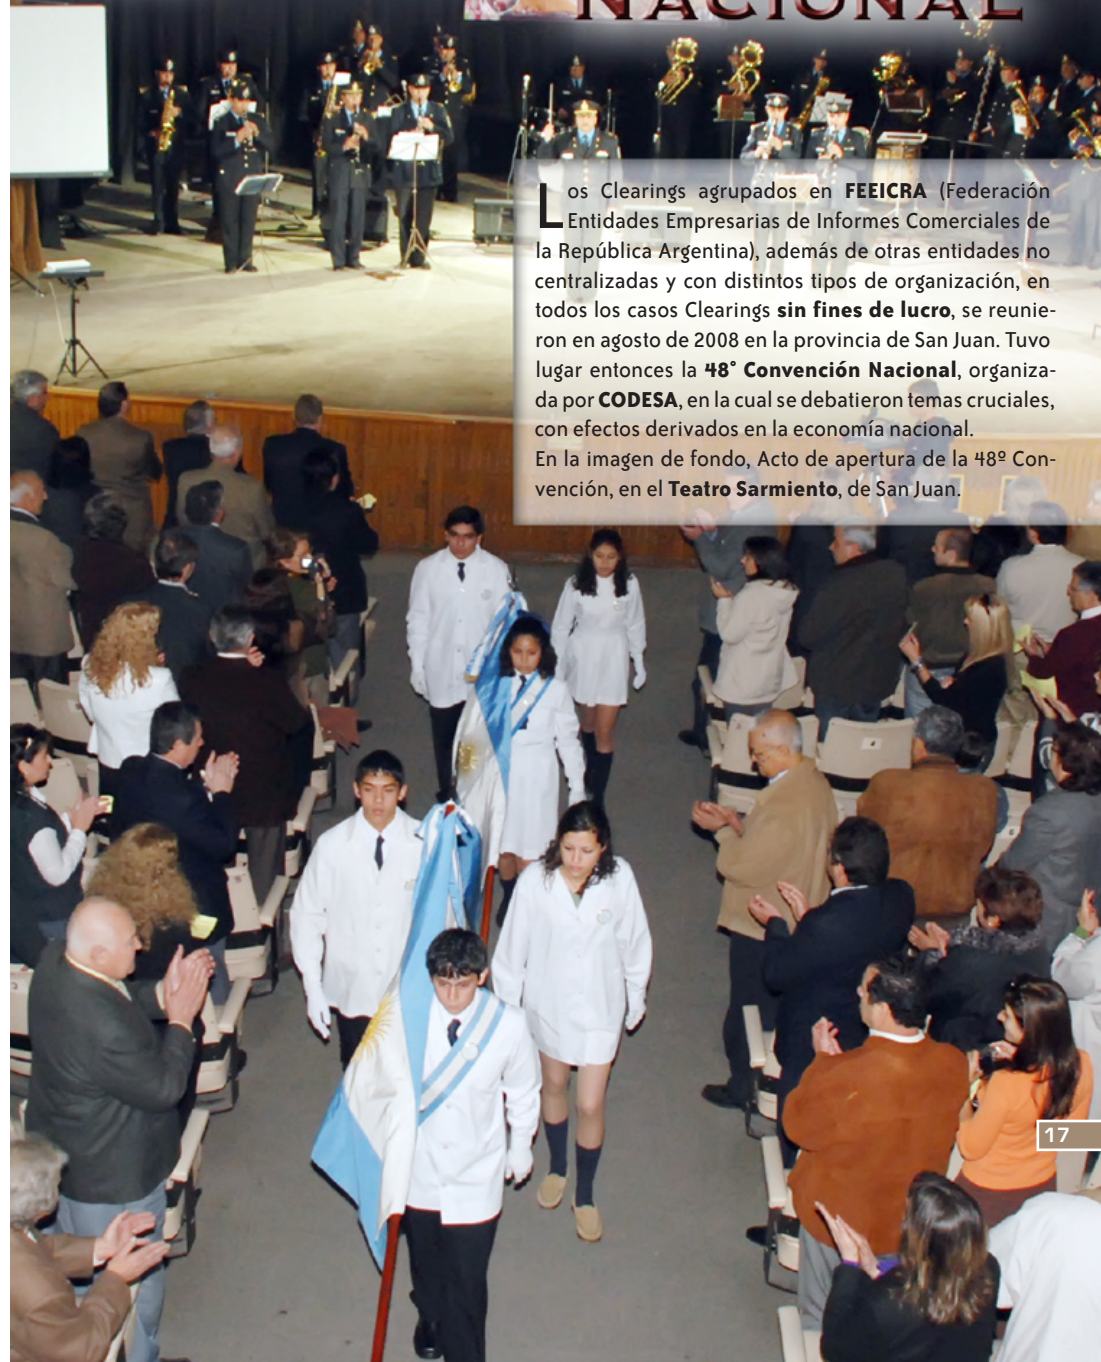 NACIONAL
Los Clearings agrupados en FEEICRA (Federación
Entidades Empresarias de Informes Comerciales de
la República Argentina), además de otras entidades no
centralizadas y con distintos tipos de organización, en
todos los casos Clearings sin fines de lucro, se reunie-
ron en agosto de 2008 en la provincia de San Juan. Tuvo
lugar entonces la 48° Convención Nacional, organiza-
da por CODESA, en la cual se debatieron temas cruciales,
con efectos derivados en la economía nacional.
En la imagen de fondo, Acto de apertura de la 48º Con-
vención, en el Teatro Sarmiento, de San Juan.
17